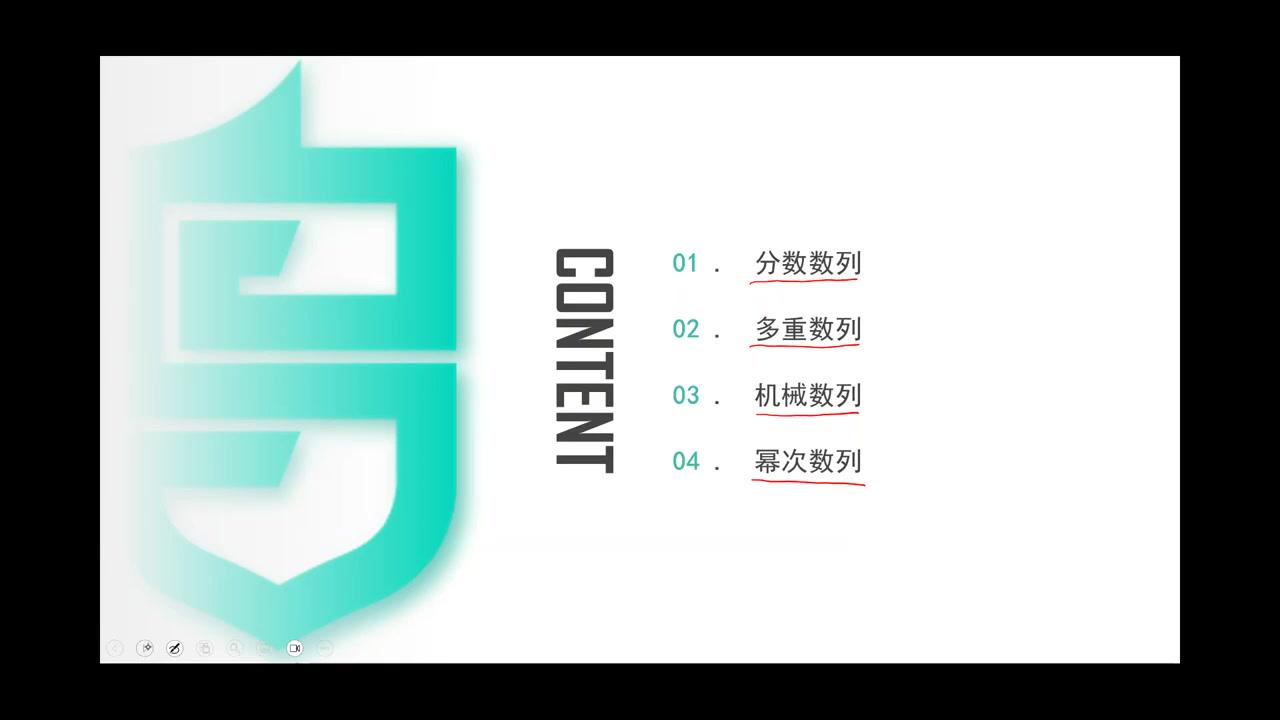 CONTENT
01 . 分数数列
02 . 多重数列
03 . 机械数列
04 . 幂次数列